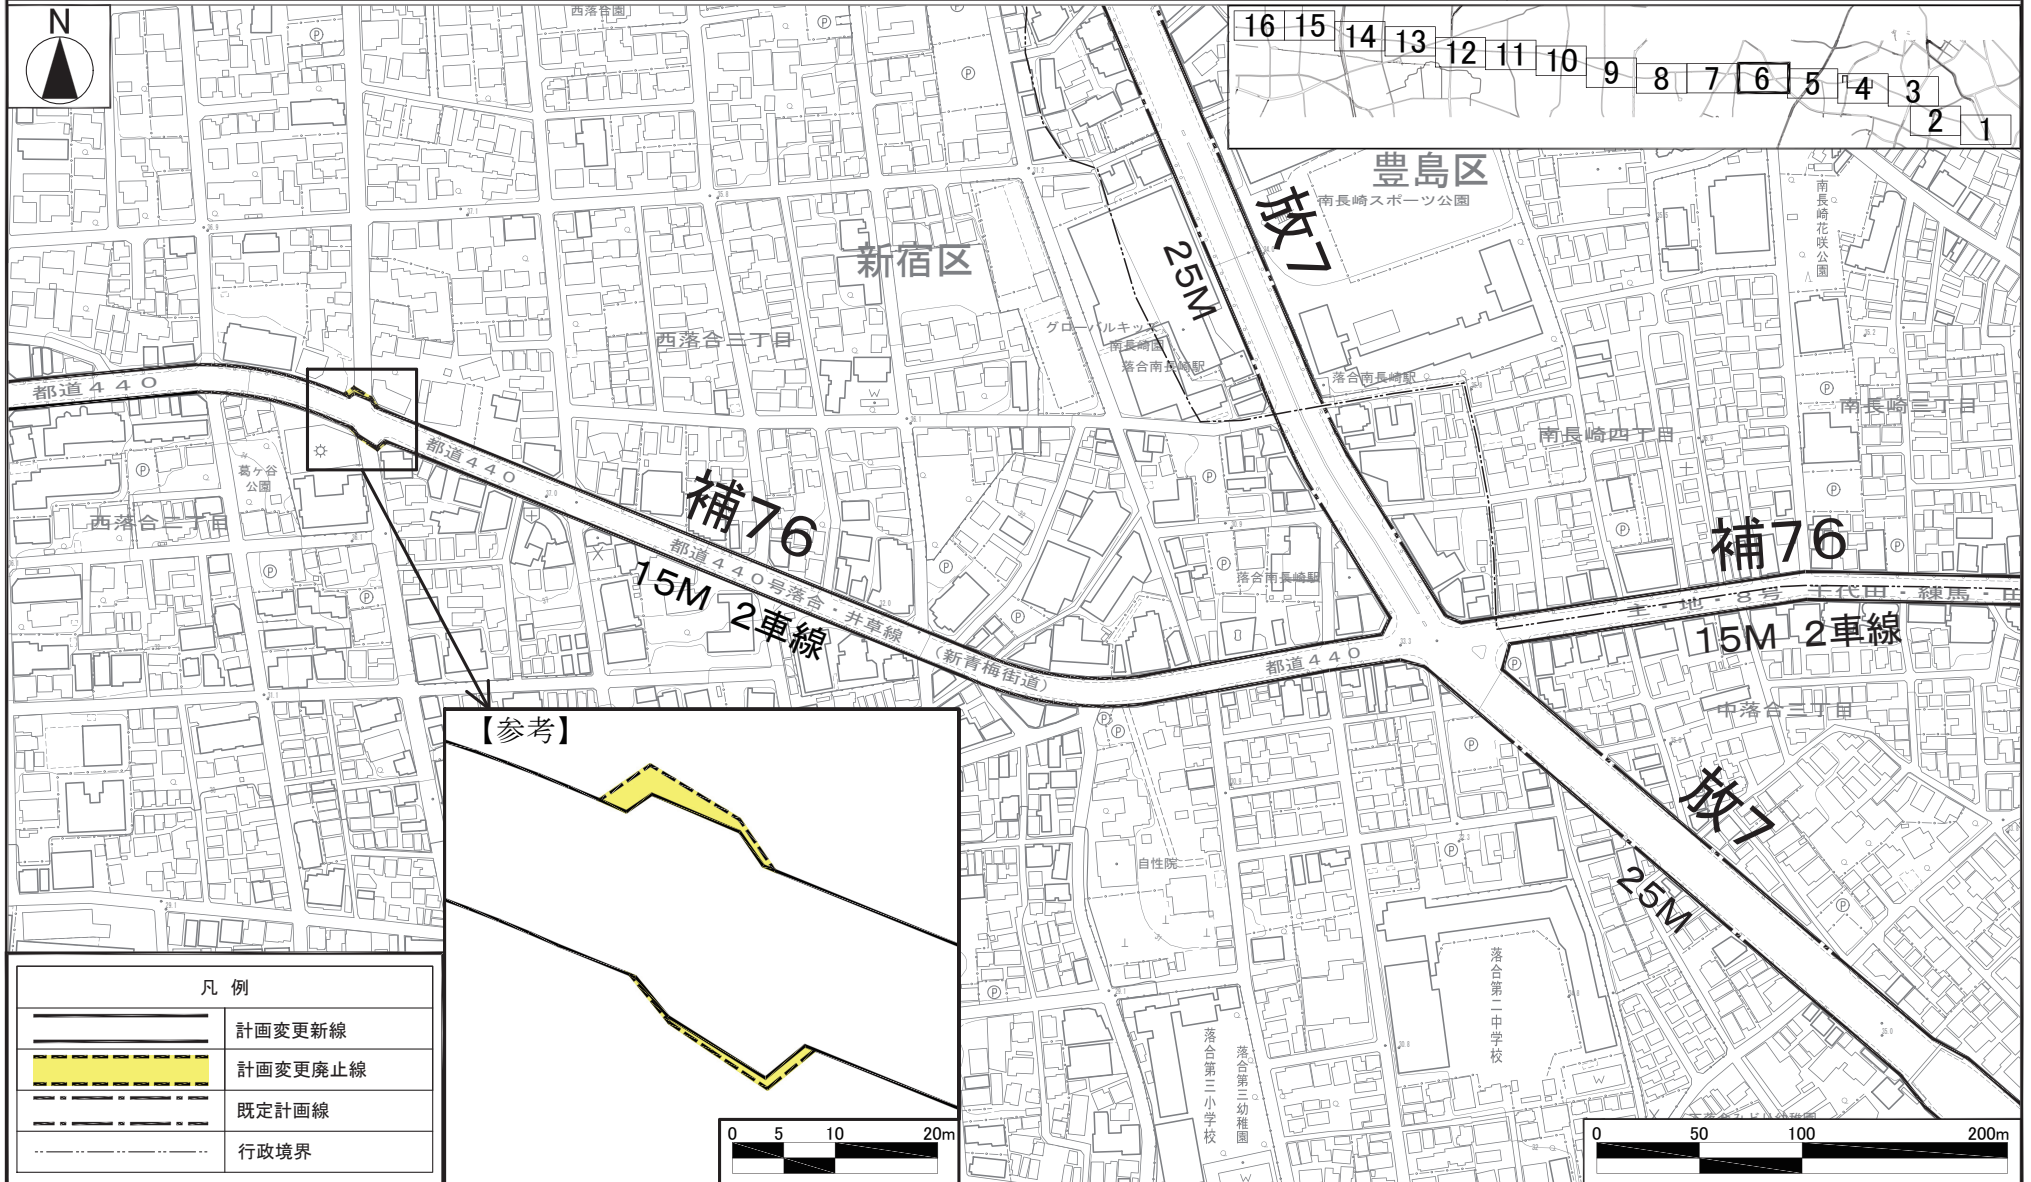 N
西落合園
16 15 14 13 12 11 10 9 8 7 6 5 4 3 2 1
豊島区
南長崎スポーツ公園
南長崎花咲公園
放7
25M
新宿区
グローバルキッズ
南長崎園
落合南長崎駅
落合南長崎駅
西落合三丁目
南長崎三丁目
南長崎四丁目
都道440
都道440
葛ヶ谷
公園
西落合二丁目
補76
都道440号落合・井草線
(新青梅街道)
15M 2車線
落合南長崎駅
都道440
補76
主・地・8号 千代田・練馬・田
15M 2車線
中落合三丁目
放7
25M
自性院
落合第二中学校
落合第三小学校
落合第三幼稚園
【参考】
凡 例
計画変更新線
計画変更廃止線
既定計画線
行政境界
0 5 10 20m
0 50 100 200m